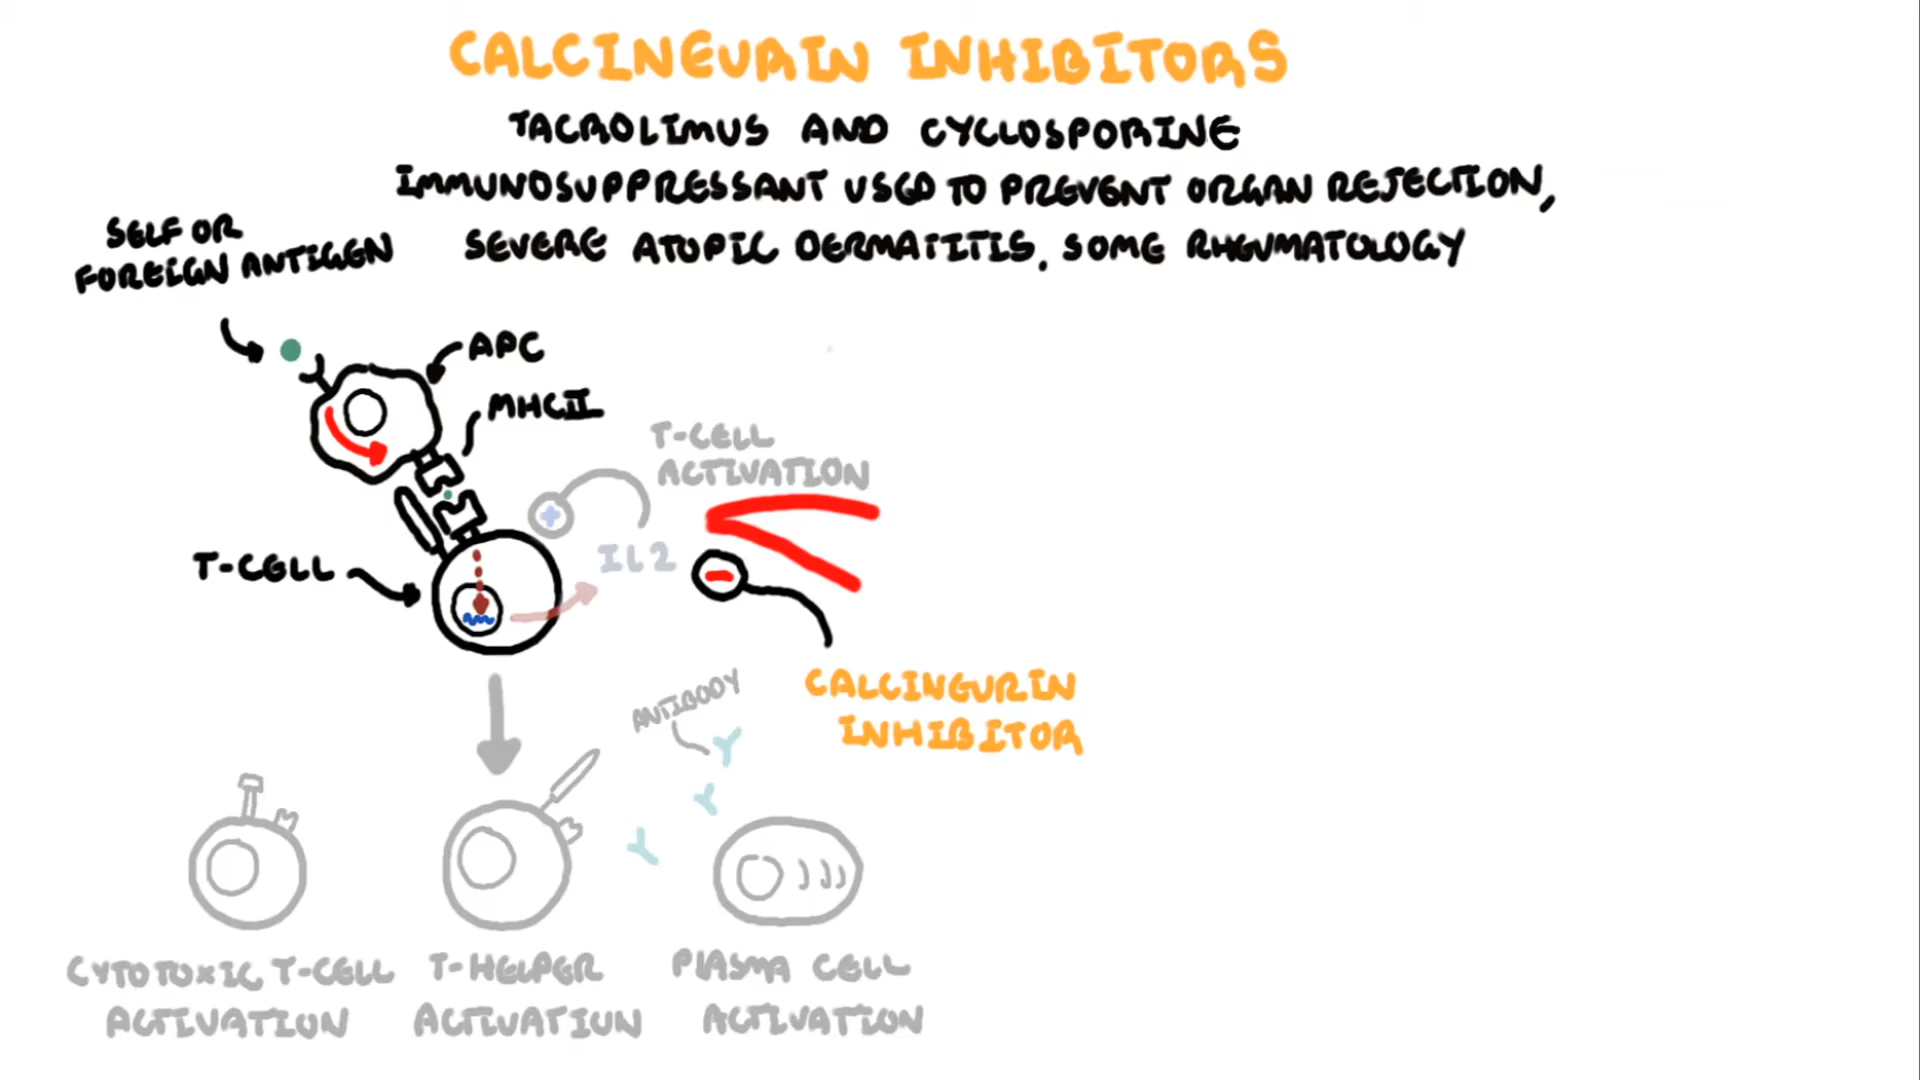 CALCINEURIN INHIBITORS
TACROLIMUS AND CYCLOSPORINE
IMMUNOSUPPRESSANT USED TO PREVENT ORGAN REJECTION,
SEVERE ATOPIC DERMATITIS, SOME RHEUMATOLOGY
SELF OR
FOREIGN ANTIGEN
APC
MHCII
T-CELL
ACTIVATION
IL2
T-CELL
CALCINEURIN
INHIBITOR
ANTIBODY
CYTOTOXIC T-CELL
ACTIVATION
T-HELPER
ACTIVATION
PLASMA CELL
ACTIVATION